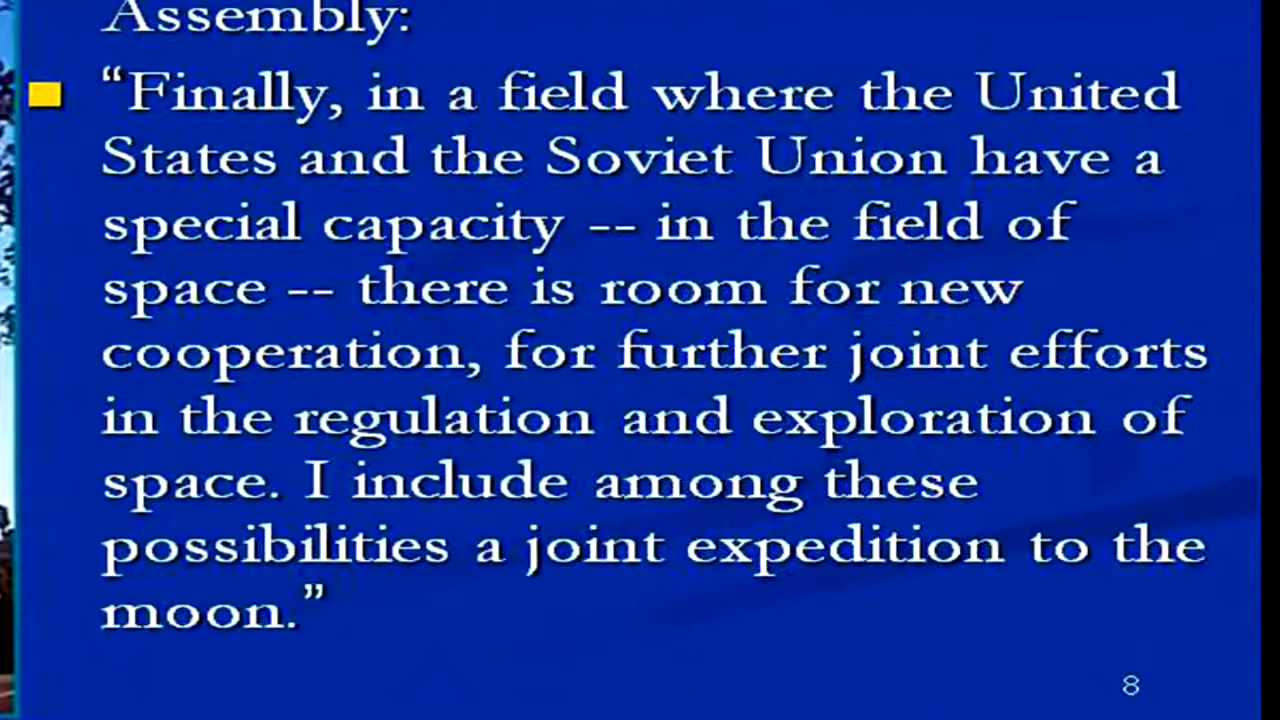 Assembly:
“Finally, in a field where the United
States and the Soviet Union have a
special capacity -- in the field of
space -- there is room for new
cooperation, for further joint efforts
in the regulation and exploration of
space. I include among these
possibilities a joint expedition to the
moon.”
8